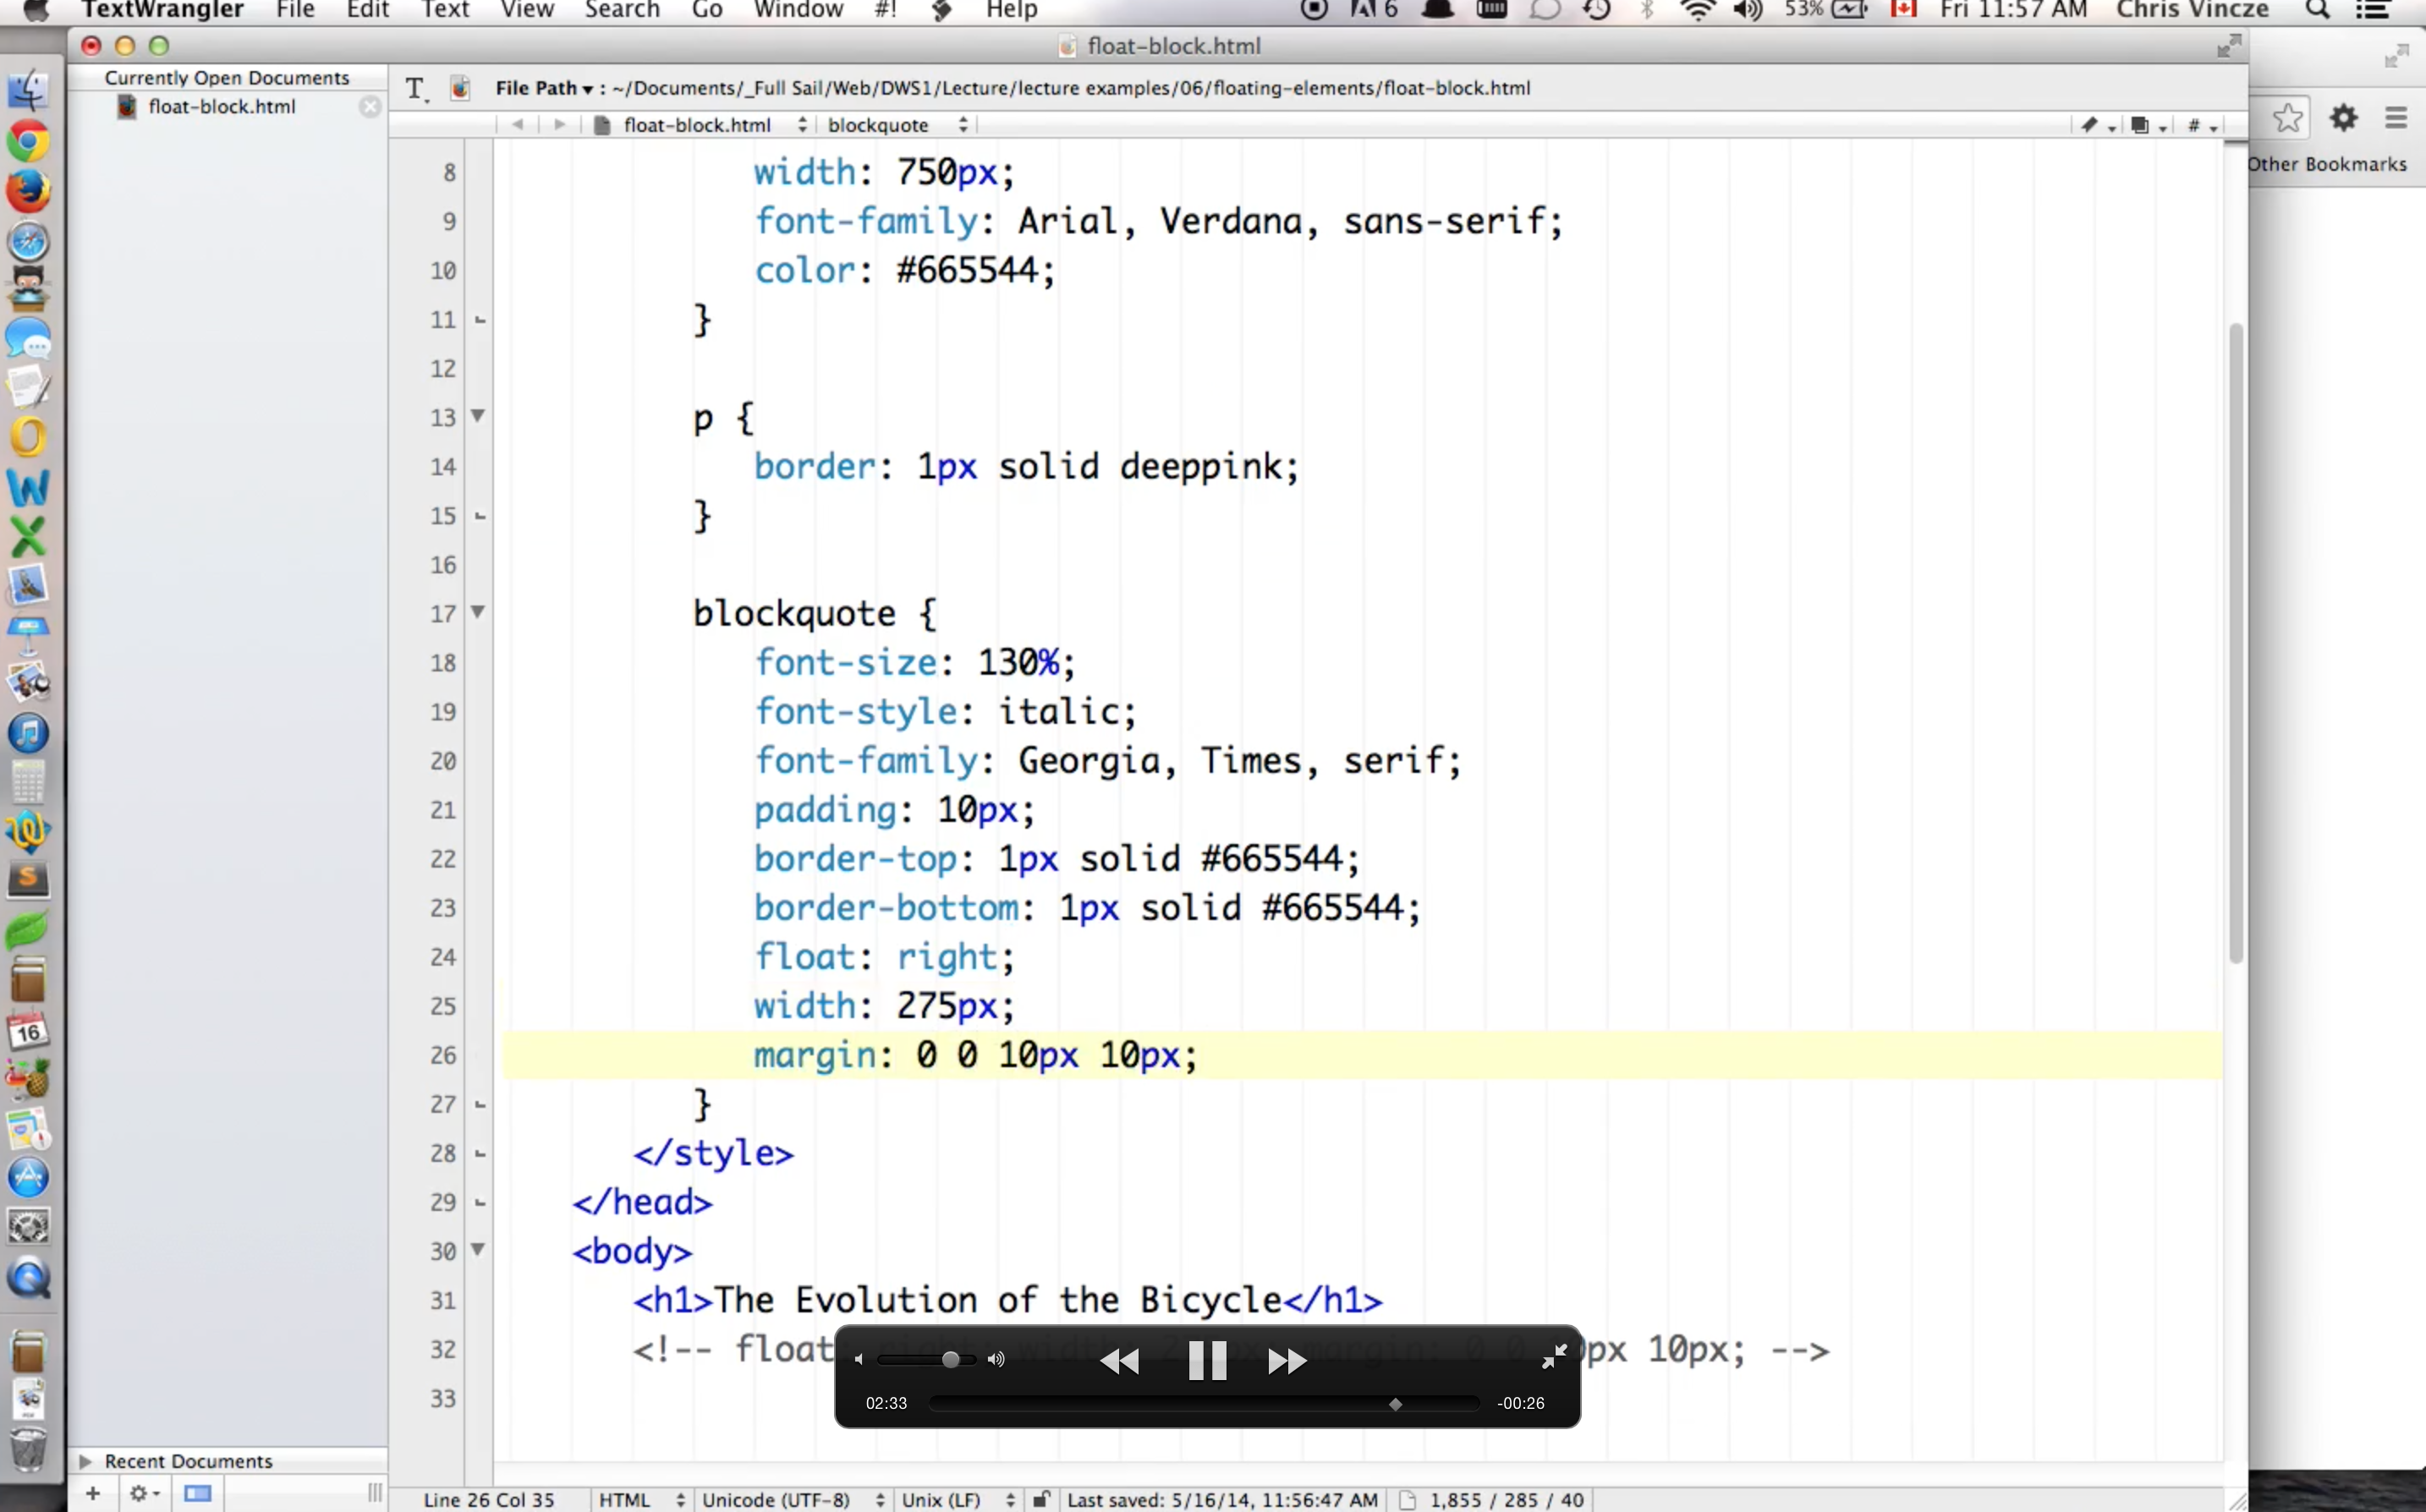 TextWrangler File Edit Text View Search Go Window #! Help 6 53% Fri 11:57 AM Chris Vincze
float-block.html
Currently Open Documents
float-block.html
File Path ▾ : ~/Documents/_Full Sail/Web/DWS1/Lecture/lecture examples/06/floating-elements/float-block.html
float-block.html blockquote #
Other Bookmarks
8 width: 750px;
9 font-family: Arial, Verdana, sans-serif;
10 color: #665544;
11 }
12
13 p {
14 border: 1px solid deeppink;
15 }
16
17 blockquote {
18 font-size: 130%;
19 font-style: italic;
20 font-family: Georgia, Times, serif;
21 padding: 10px;
22 border-top: 1px solid #665544;
23 border-bottom: 1px solid #665544;
24 float: right;
25 width: 275px;
26 margin: 0 0 10px 10px;
27 }
28 </style>
29 </head>
30 <body>
31 <h1>The Evolution of the Bicycle</h1>
32 <!-- float px 10px; -->
33
02:33 -00:26
16
Recent Documents
Line 26 Col 35 HTML Unicode (UTF-8) Unix (LF) Last saved: 5/16/14, 11:56:47 AM 1,855 / 285 / 40